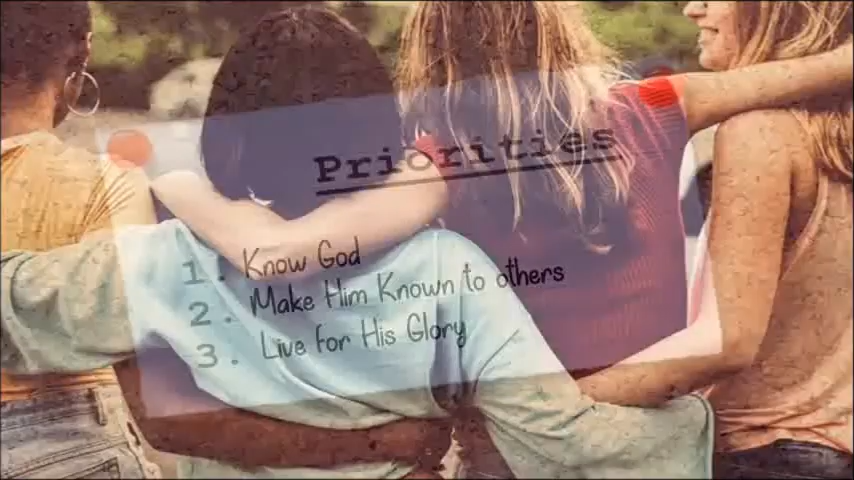 Priorities
1. Know God
2. Make Him Known to others
3. Live for His Glory